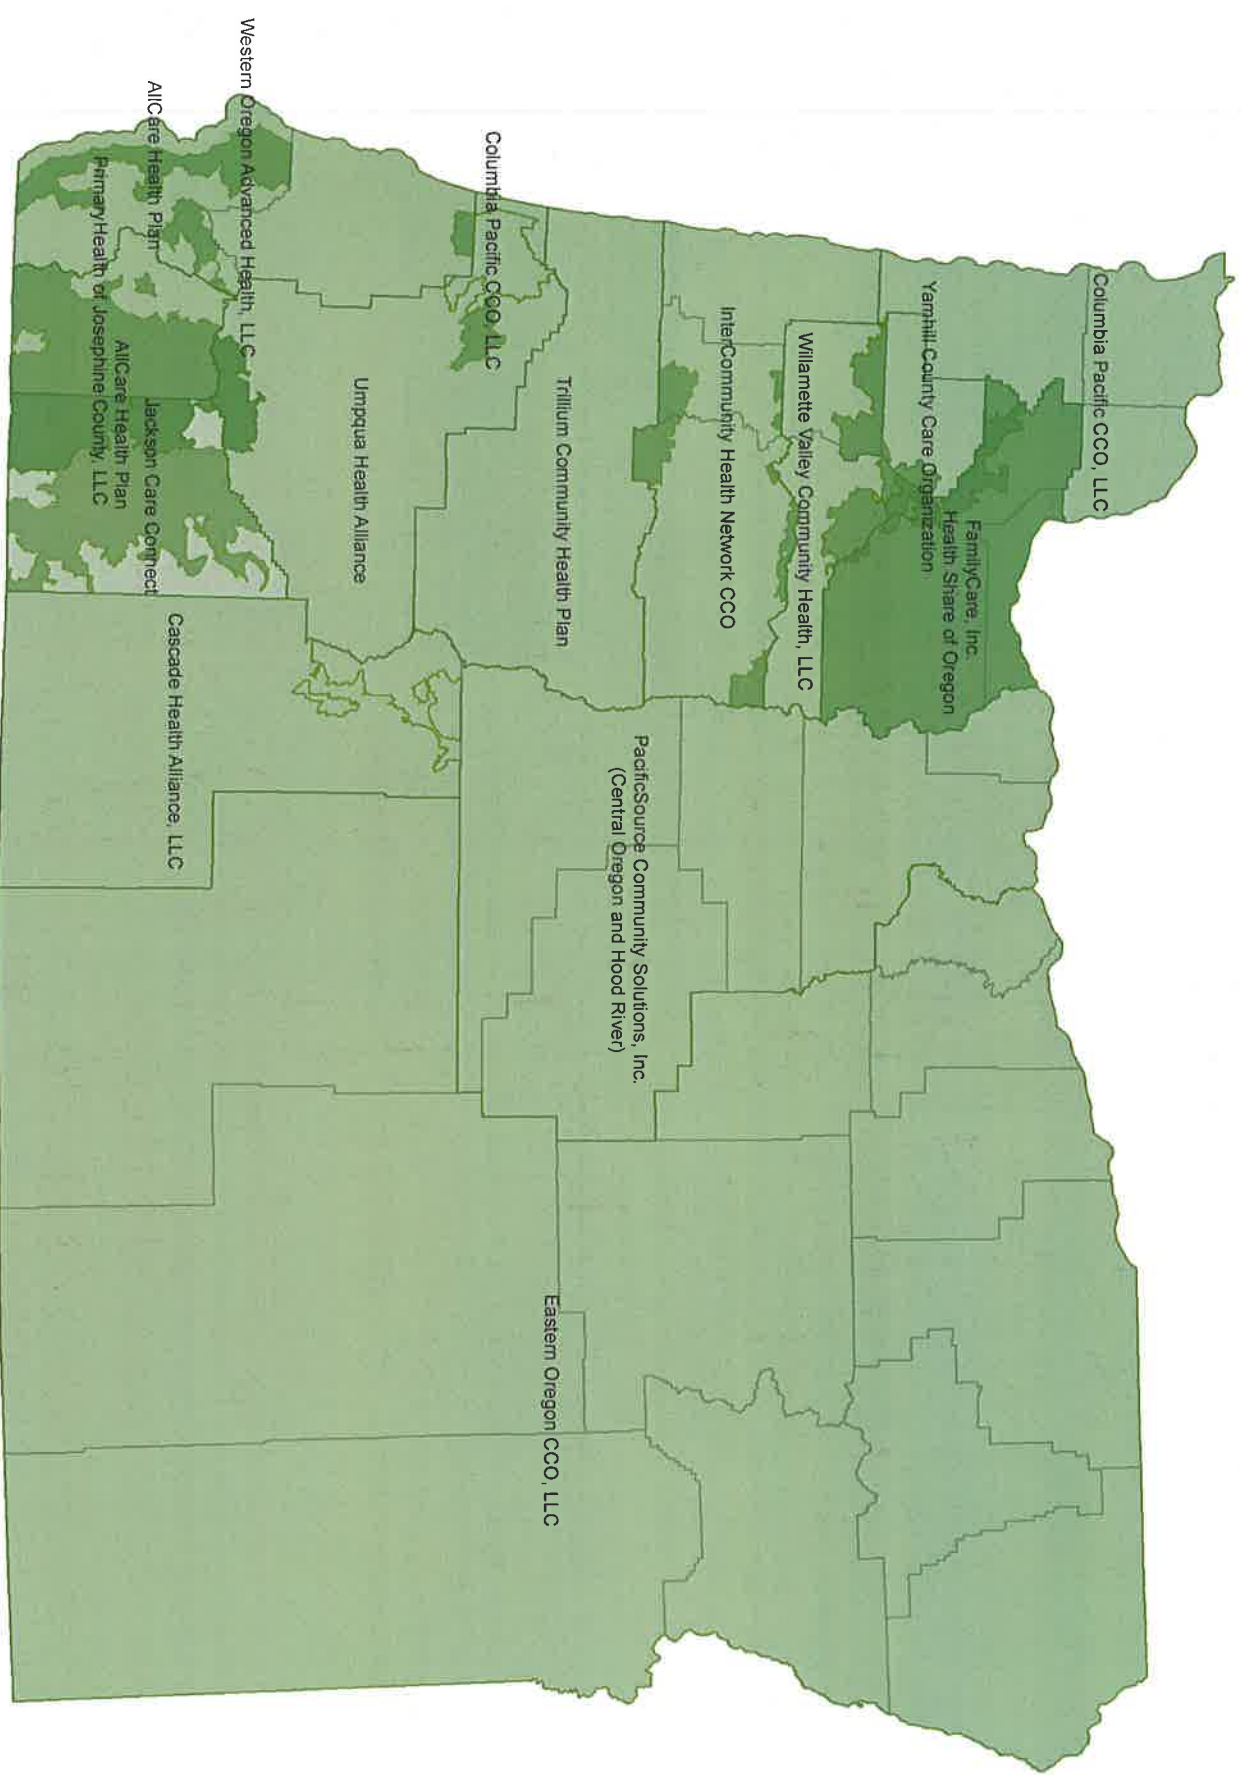 Columbia Pacific CCO, LLC
FamilyCare, Inc.
Health Share of Oregon
Yamhill County Care Organization
Willamette Valley Community Health, LLC
InterCommunity Health Network CCO
PacificSource Community Solutions, Inc.
(Central Oregon and Hood River)
Trillium Community Health Plan
Eastern Oregon CCO, LLC
Columbia Pacific CCO, LLC
Umpqua Health Alliance
Western Oregon Advanced Health, LLC
Cascade Health Alliance, LLC
AllCare Health Plan
Jackson Care Connect
AllCare Health Plan
PrimaryHealth of Josephine County, LLC